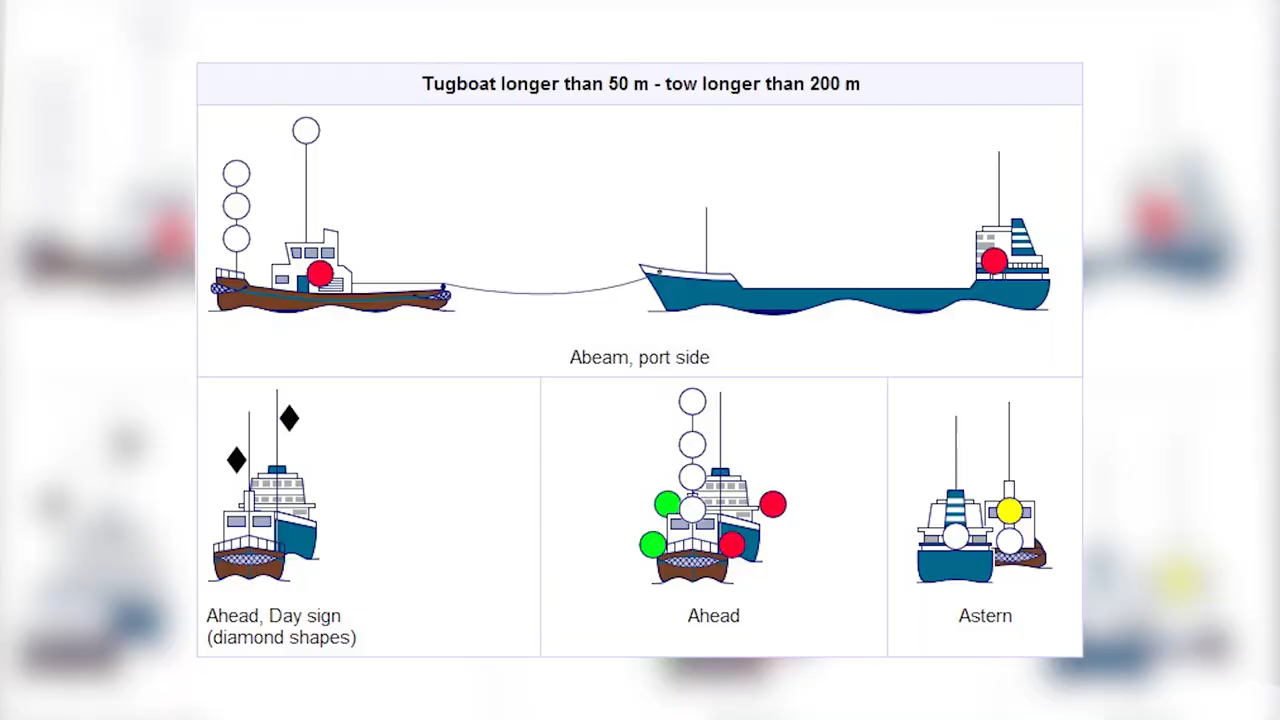 Tugboat longer than 50 m - tow longer than 200 m
Abeam, port side
Ahead, Day sign
(diamond shapes)
Ahead
Astern